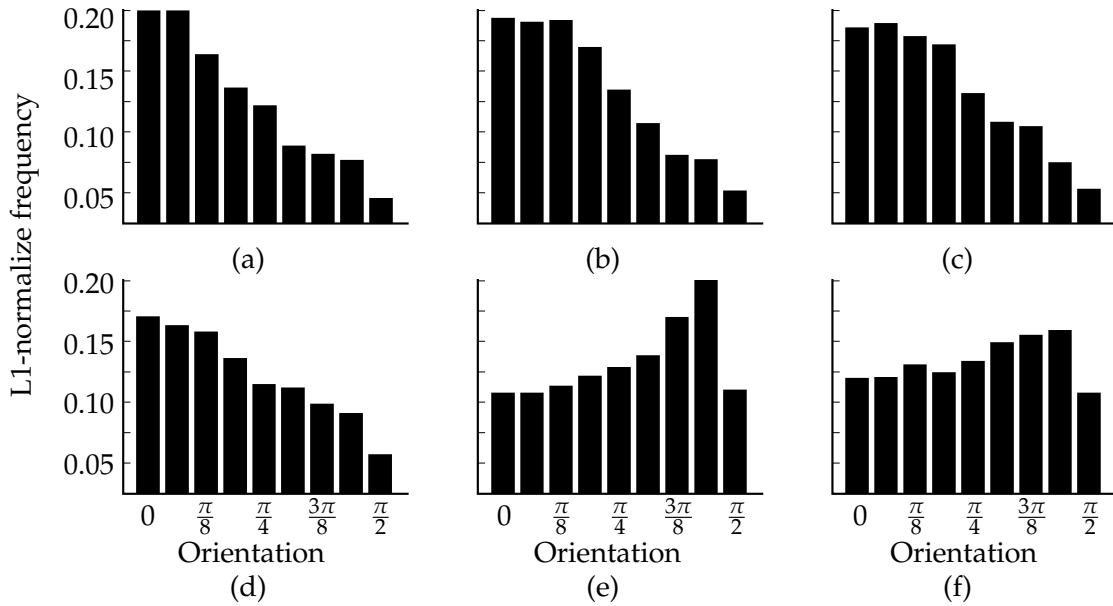 L1-normalize frequency
0.20
0.15
0.10
0.05
(a)
(b)
(c)
0.20
0.15
0.10
0.05
0 π/8 π/4 3π/8 π/2
0 π/8 π/4 3π/8 π/2
0 π/8 π/4 3π/8 π/2
Orientation
Orientation
Orientation
(d)
(e)
(f)